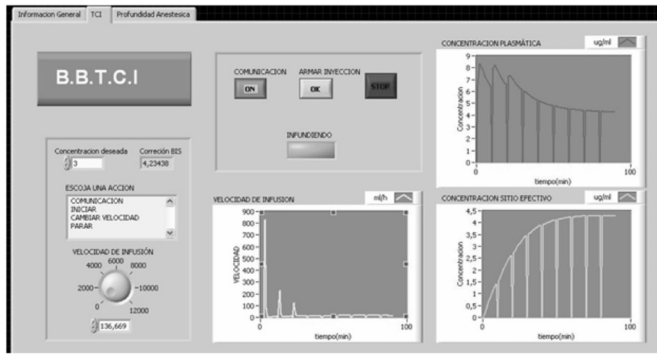 Informacion General TCI Profundidad Anestesica
B.B.T.C.I
COMUNICACION ARMAR INYECCION
ON OK STOP
INFUNDIENDO
Concentracion deseada Correción BIS
3 4,23438
ESCOJA UNA ACCION
COMUNICACION
INICIAR
CAMBIAR VELOCIDAD
PARAR
VELOCIDAD DE INFUSIÓN
4000 6000 8000
2000 10000
0 12000
136,669
VELOCIDAD DE INFUSION ml/h
900
800
700
600
500
400
300
200
100
0
VELOCIDAD
0 100
tiempo(min)
CONCENTRACION PLASMÁTICA ug/ml
9
8
7
6
5
4
3
2
1
0
Concentracion
0 100
tiempo(min)
CONCENTRACION SITIO EFECTIVO ug/ml
4,5
4
3,5
3
2,5
2
1,5
1
0,5
0
Concentracion
0 100
tiempo(min)